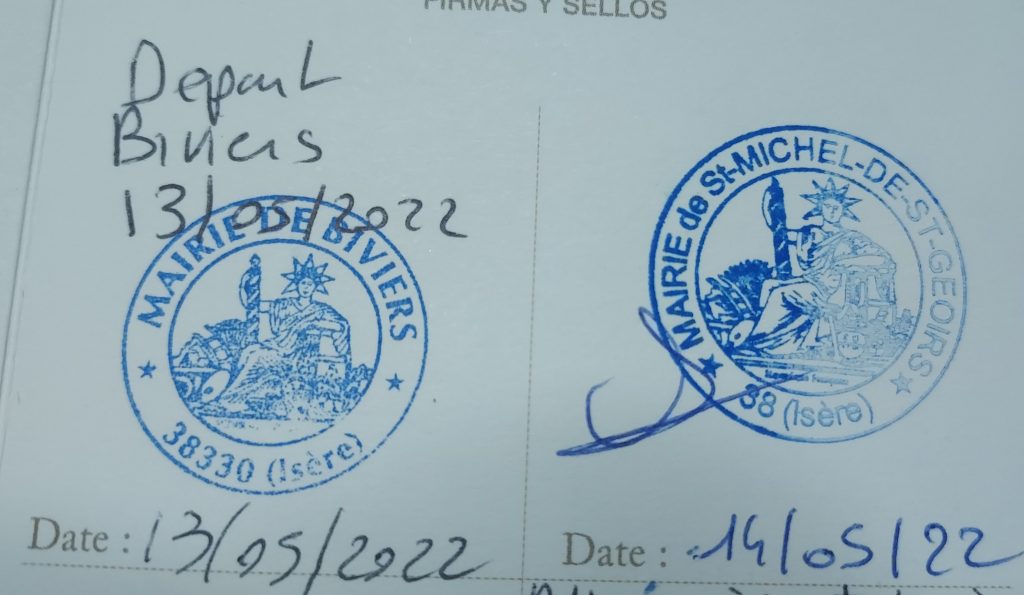 FIRMAS Y SELLOS
Depart
Biviers
13/05/2022
MAIRIE DE BIVIERS
38330 (Isère)
Date : 13/05/2022
MAIRIE de St-MICHEL-DE-ST-GEOIRS
38 (Isère)
Date : 14/05/22